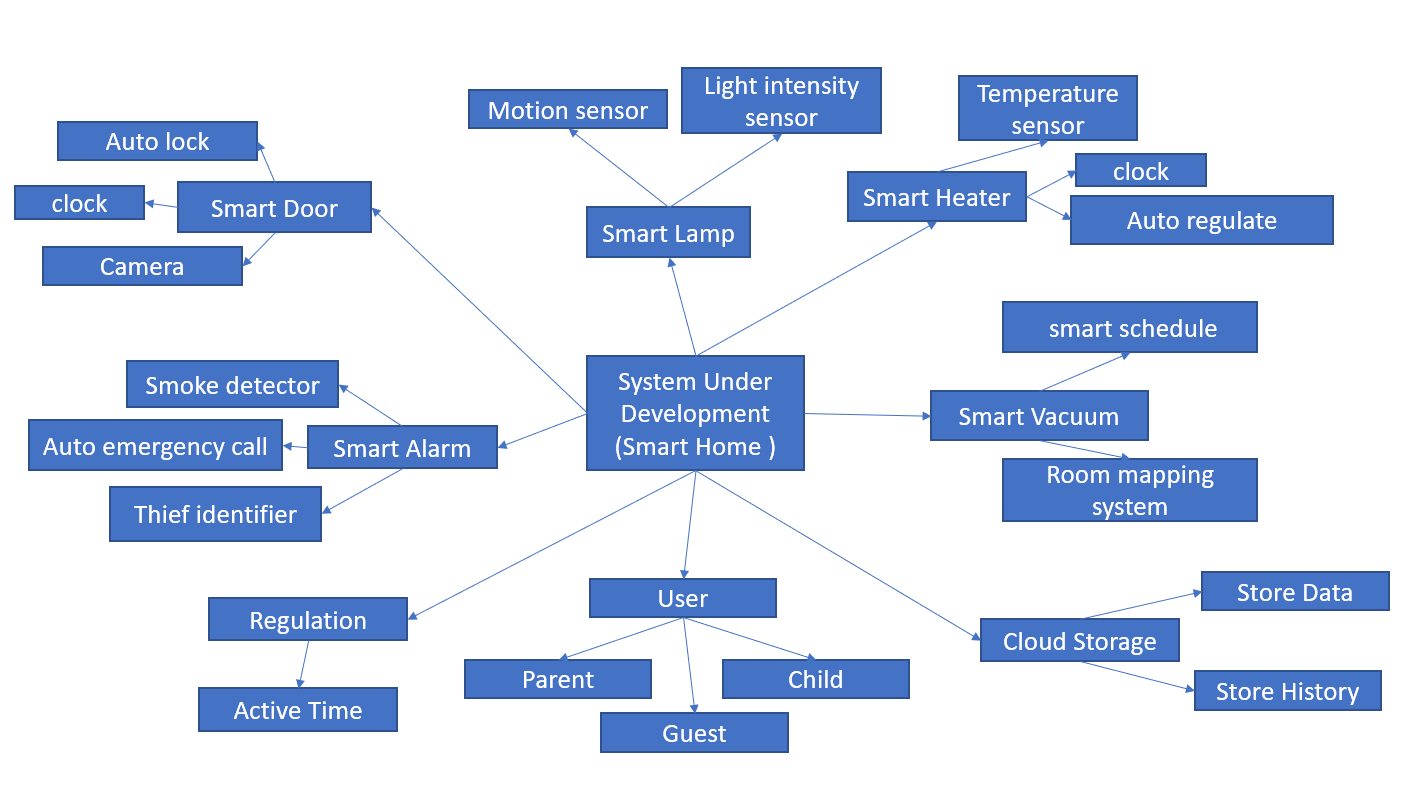 Light intensity
sensor
Motion sensor
Temperature
sensor
Auto lock
clock
Smart Door
Camera
Smart Lamp
Smart Heater
clock
Auto regulate
smart schedule
System Under
Development
(Smart Home )
Smart Vacuum
Room mapping
system
Smoke detector
Auto emergency call
Smart Alarm
Thief identifier
Regulation
Active Time
User
Parent
Child
Guest
Store Data
Cloud Storage
Store History